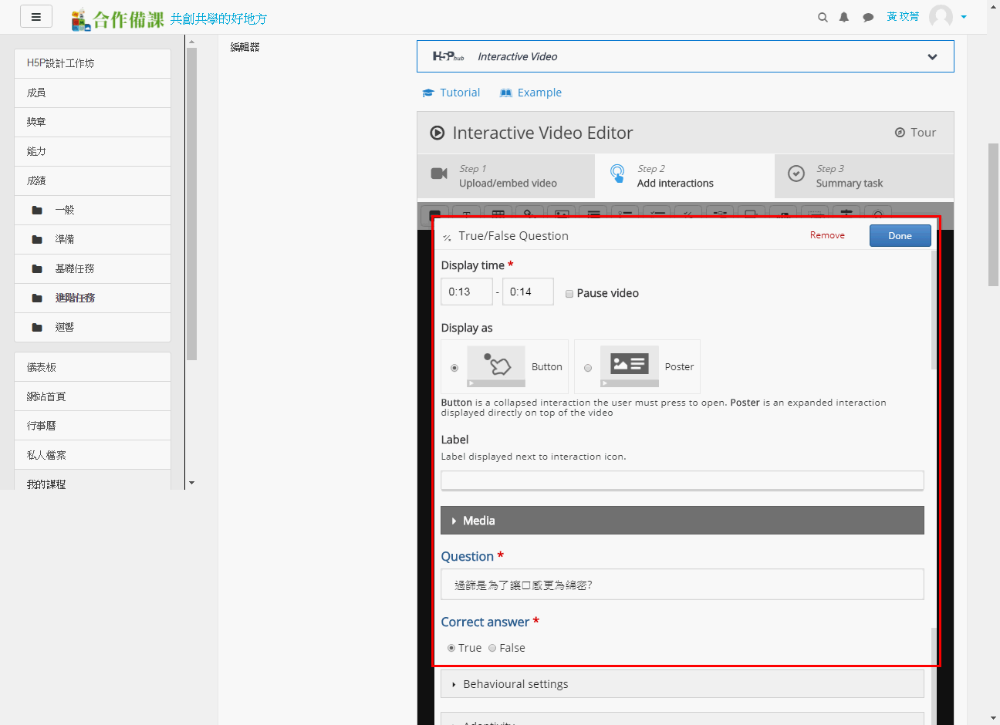 合作備課 共創共學的好地方
黃 玟菁
H5P設計工作坊
成員
獎章
能力
成績
一般
準備
基礎任務
進階任務
迴響
儀表板
網站首頁
行事曆
私人檔案
我的課程
編輯器
H5P hub Interactive Video
Tutorial Example
Interactive Video Editor
Tour
Step 1
Upload/embed video
Step 2
Add interactions
Step 3
Summary task
True/False Question
Remove
Done
Display time *
0:13 - 0:14 Pause video
Display as
Button
Poster
Button is a collapsed interaction the user must press to open. Poster is an expanded interaction
displayed directly on top of the video
Label
Label displayed next to interaction icon.
Media
Question *
過篩是為了讓口感更為綿密?
Correct answer *
True False
Behavioural settings
Adaptivity